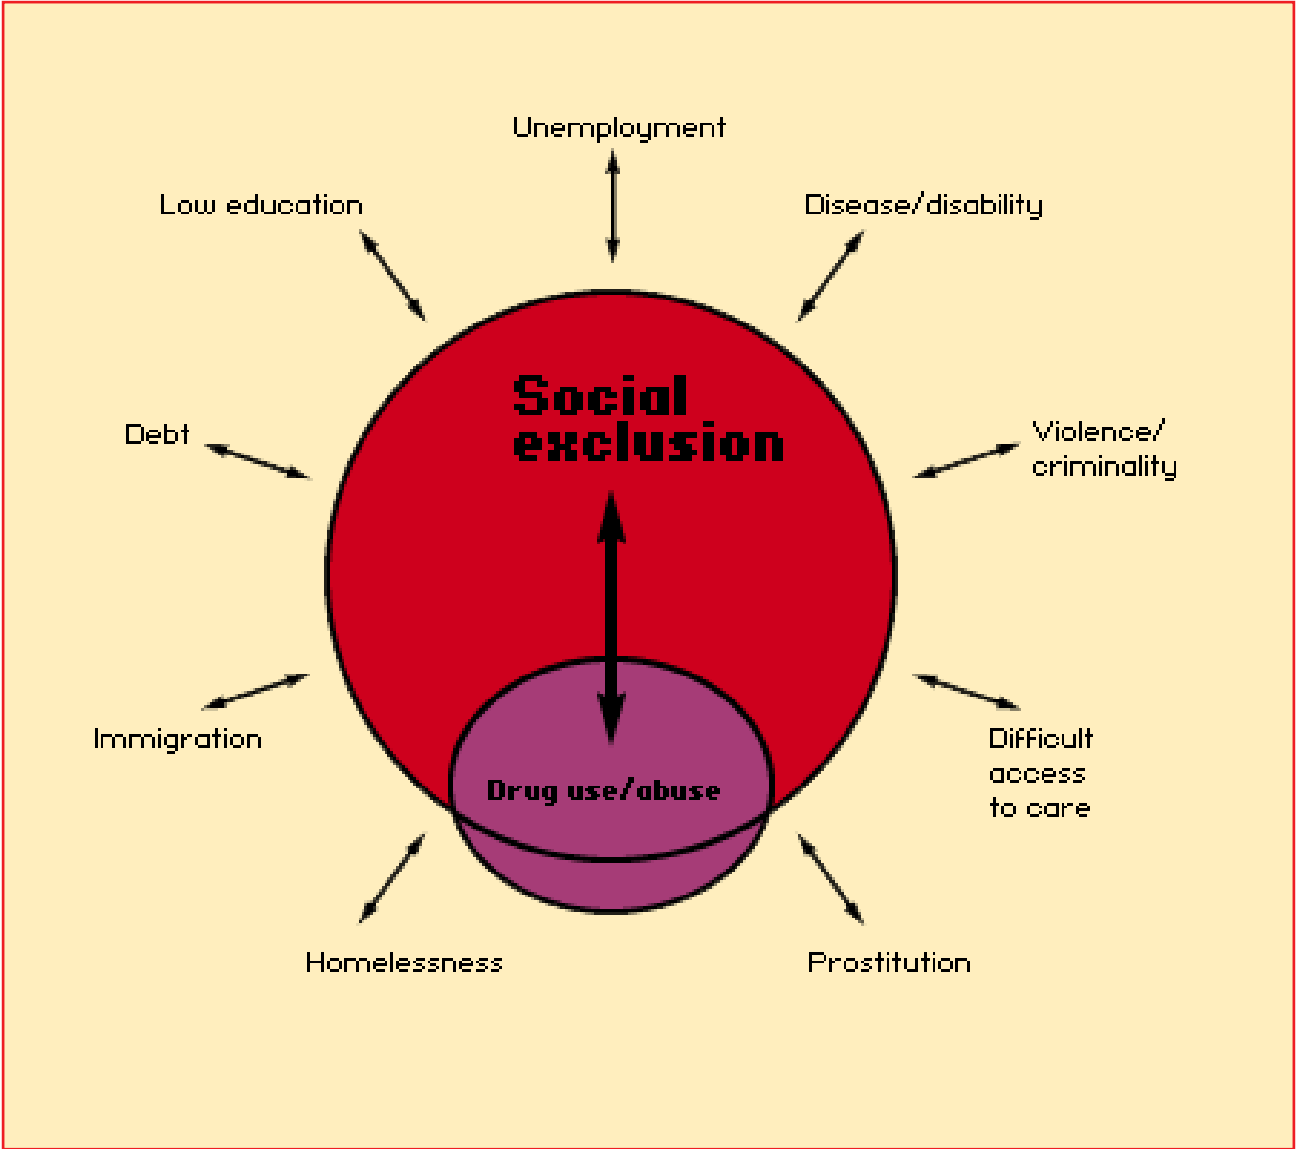 Unemployment
Low education
Disease/disability
Social
exclusion
Debt
Violence/
criminality
Immigration
Difficult
access
to care
Drug use/abuse
Homelessness
Prostitution